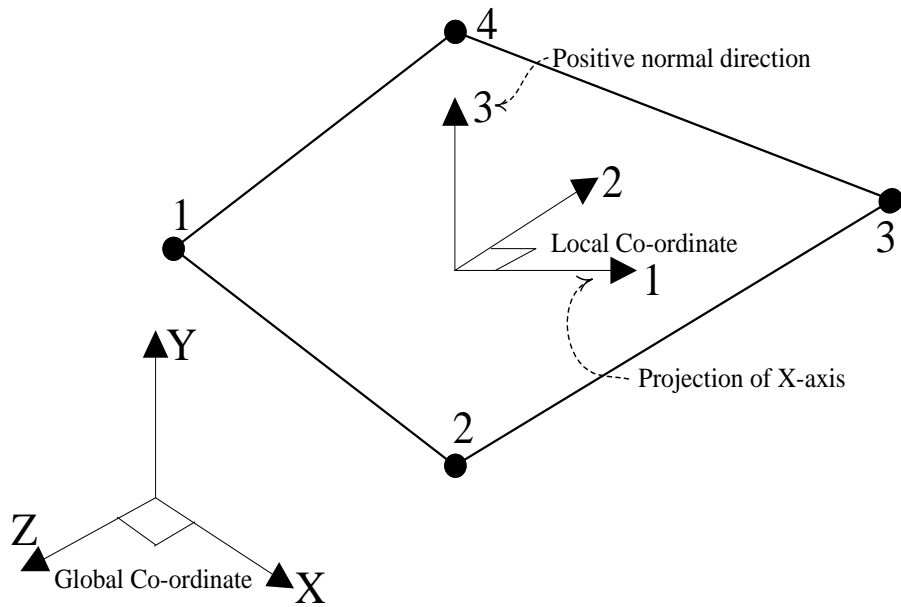 4
Positive normal direction
3
2
1
Local Co-ordinate
3
1
Projection of X-axis
Y
2
Z
Global Co-ordinate
X